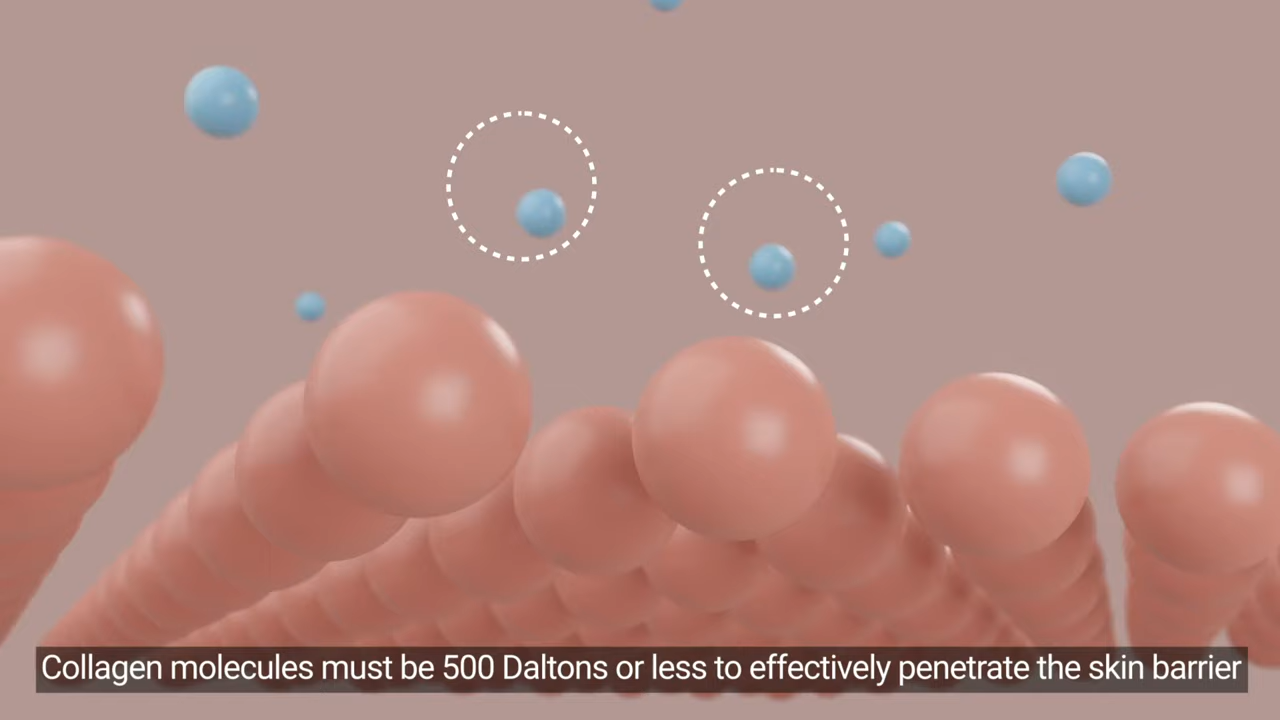 Collagen molecules must be 500 Daltons or less to effectively penetrate the skin barrier